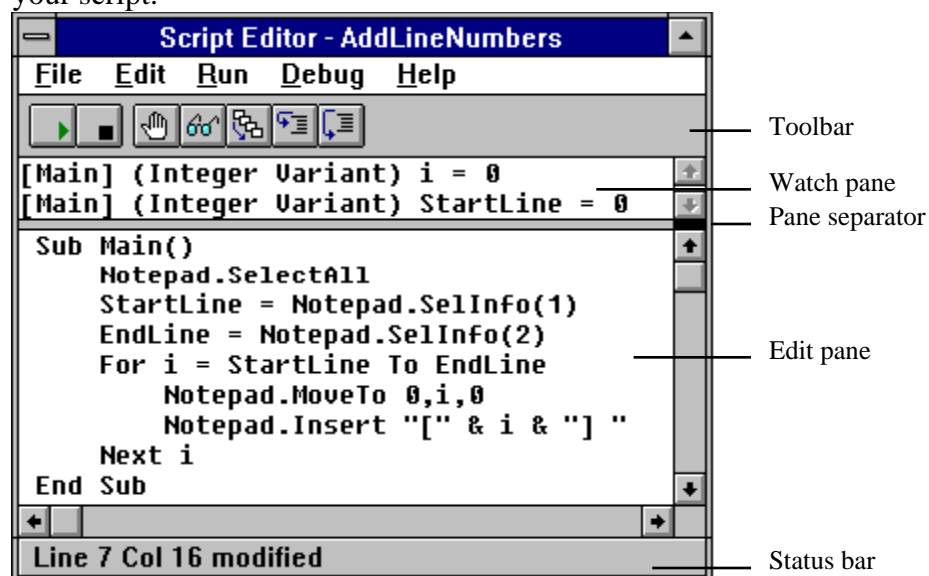 your script.
Script Editor - AddLineNumbers
File Edit Run Debug Help
Toolbar
[Main] (Integer Variant) i = 0
Watch pane
[Main] (Integer Variant) StartLine = 0
Pane separator
Sub Main()
Notepad.SelectAll
StartLine = Notepad.SelInfo(1)
EndLine = Notepad.SelInfo(2)
Edit pane
For i = StartLine To EndLine
Notepad.MoveTo 0,i,0
Notepad.Insert "[" & i & "] "
Next i
End Sub
Line 7 Col 16 modified
Status bar